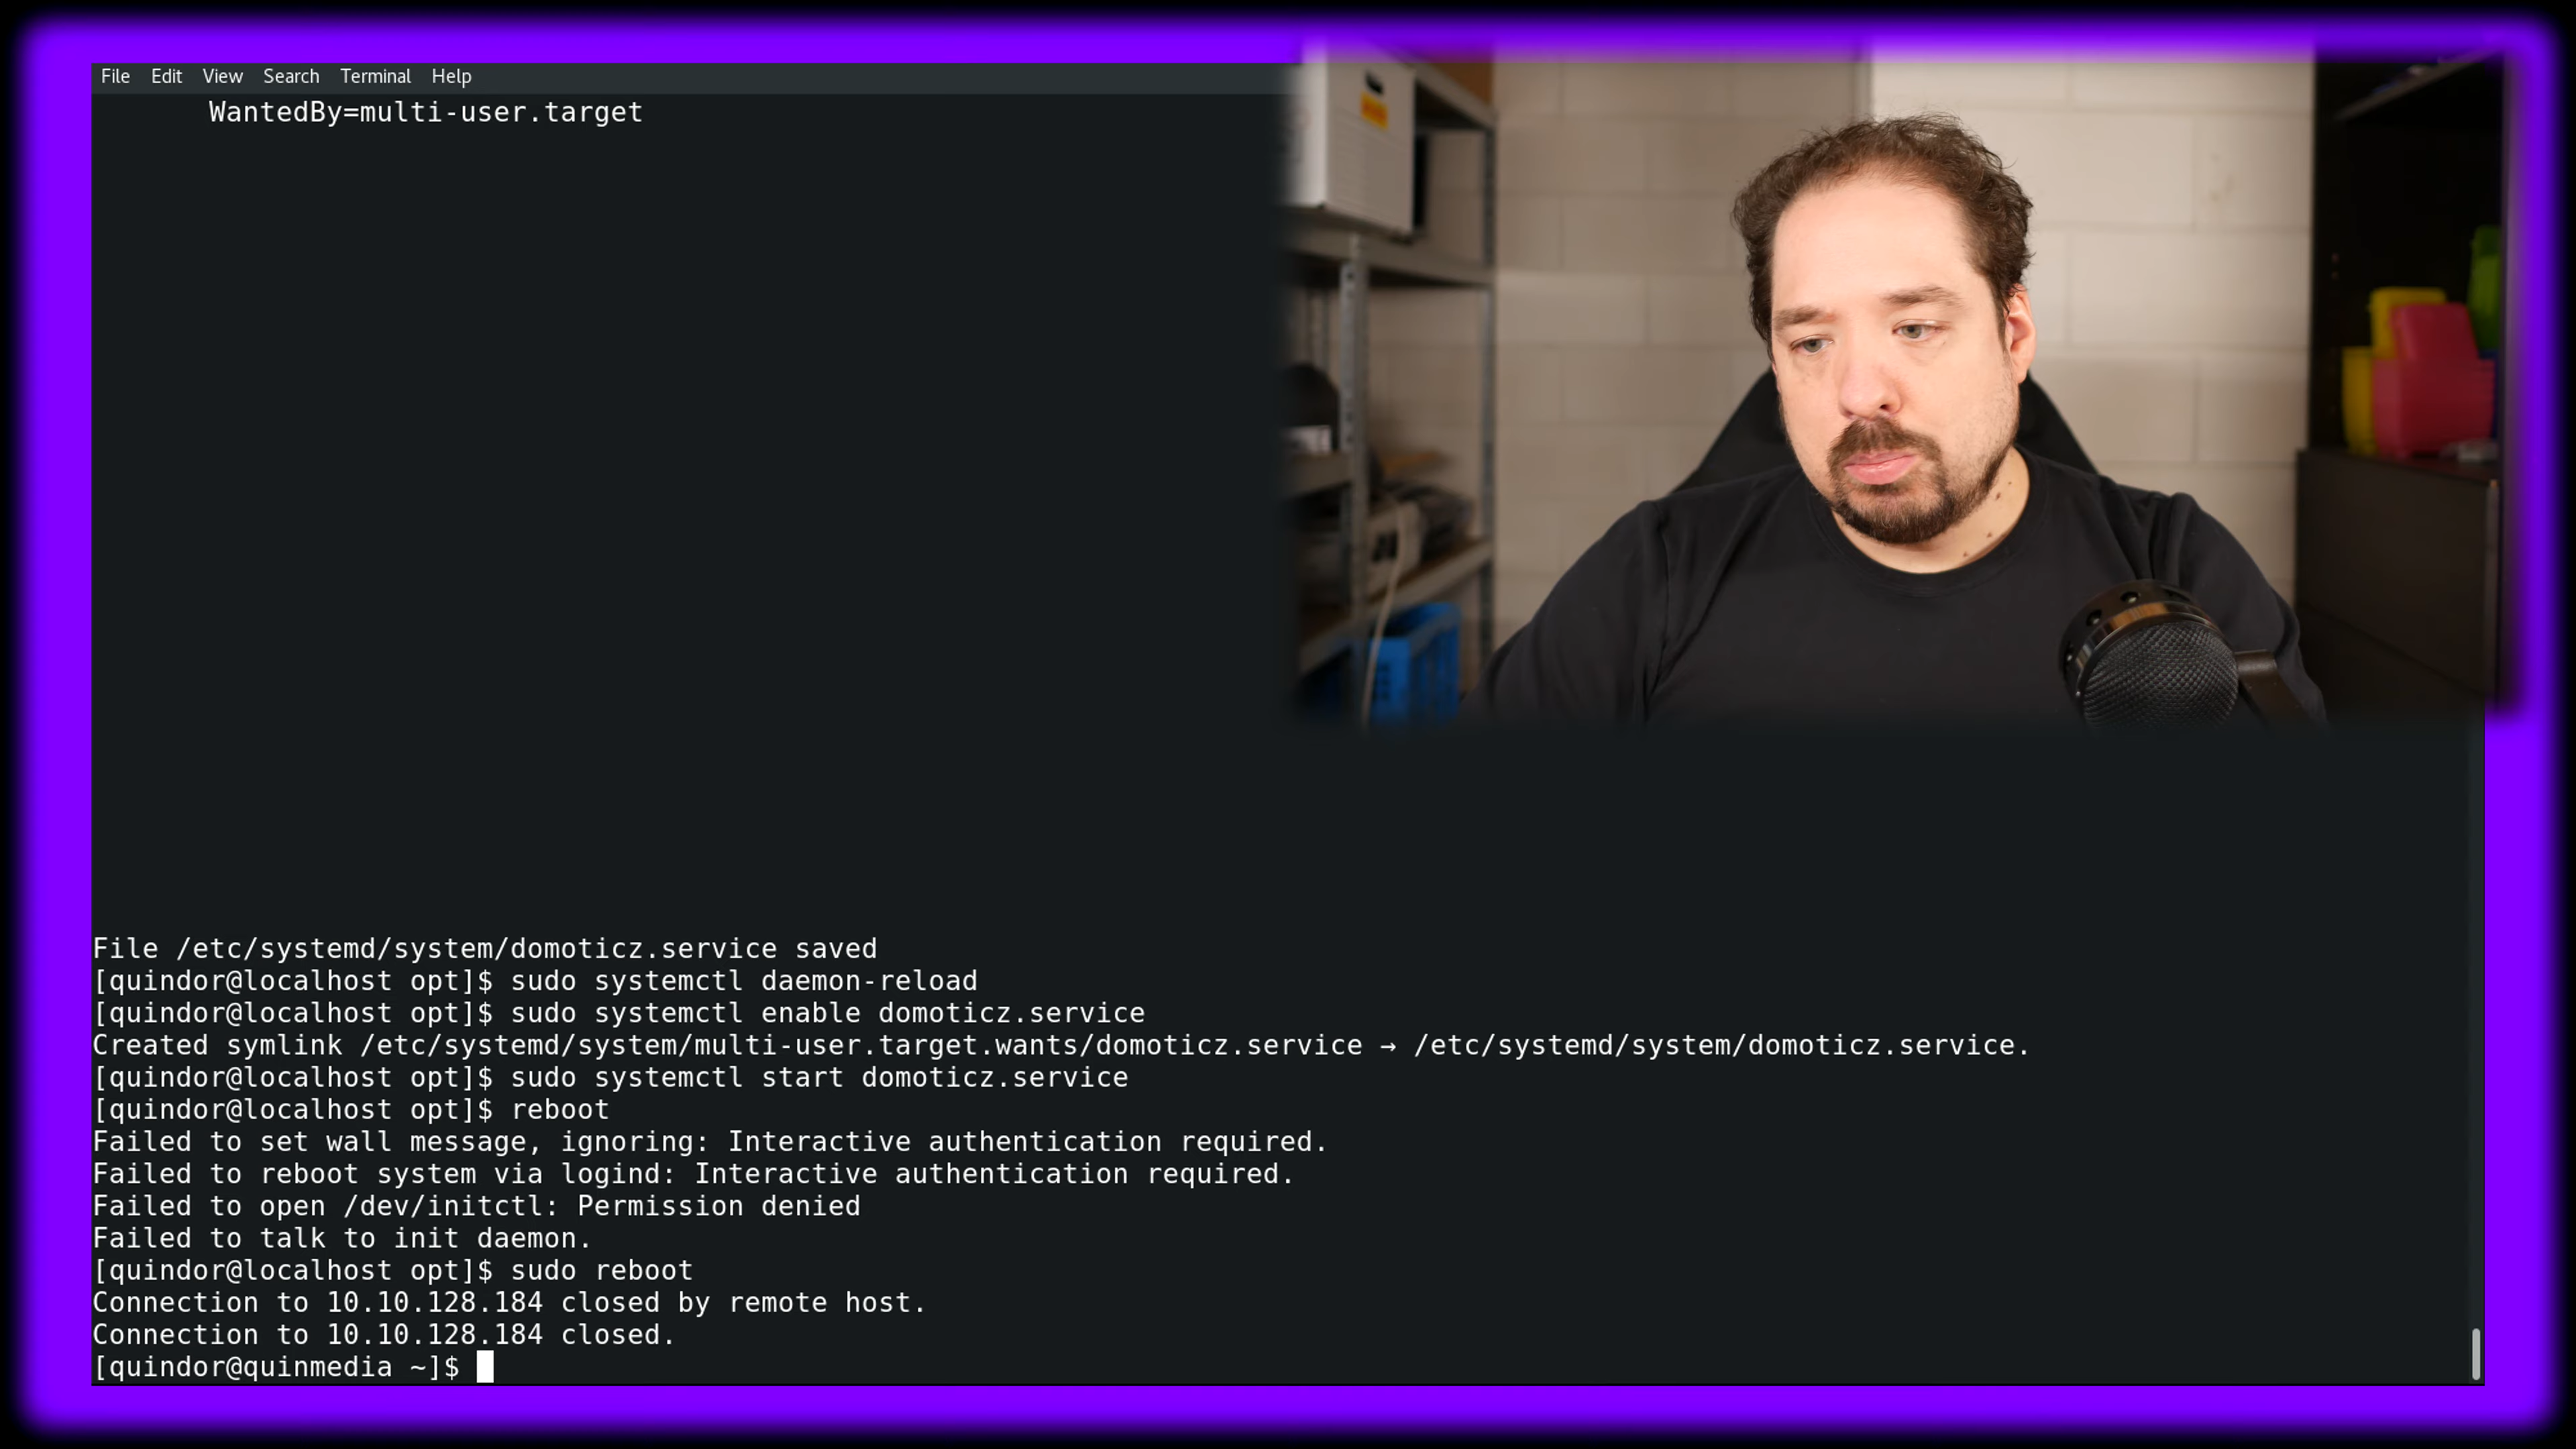 File Edit View Search Terminal Help
WantedBy=multi-user.target
File /etc/systemd/system/domoticz.service saved
[quindor@localhost opt]$ sudo systemctl daemon-reload
[quindor@localhost opt]$ sudo systemctl enable domoticz.service
Created symlink /etc/systemd/system/multi-user.target.wants/domoticz.service → /etc/systemd/system/domoticz.service.
[quindor@localhost opt]$ sudo systemctl start domoticz.service
[quindor@localhost opt]$ reboot
Failed to set wall message, ignoring: Interactive authentication required.
Failed to reboot system via logind: Interactive authentication required.
Failed to open /dev/initctl: Permission denied
Failed to talk to init daemon.
[quindor@localhost opt]$ sudo reboot
Connection to 10.10.128.184 closed by remote host.
Connection to 10.10.128.184 closed.
[quindor@quinmedia ~]$